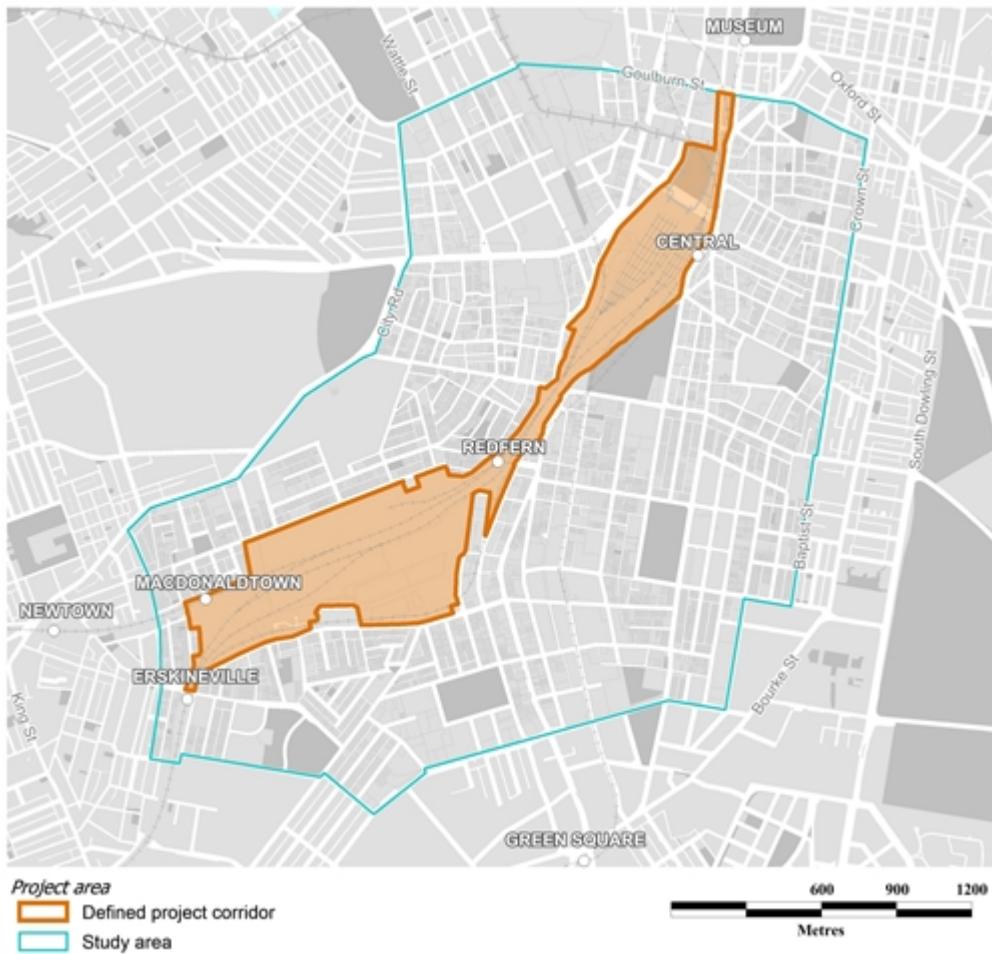 MUSEUM
Wattle St
Goulburn St
Oxford St
Crown St
CENTRAL
City Rd
South Dowling St
REDFERN
Baptist St
MACDONALDTOWN
NEWTOWN
ERSKINEVILLE
Bourke St
King St
GREEN SQUARE
Project area
Defined project corridor
Study area
600 900 1200
Metres